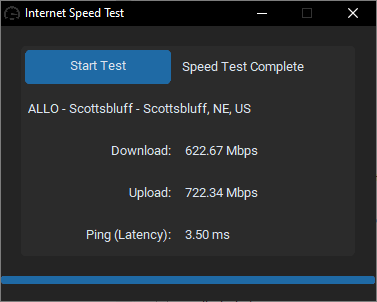 Internet Speed Test
Start Test
Speed Test Complete
ALLO - Scottsbluff - Scottsbluff, NE, US
Download: 622.67 Mbps
Upload: 722.34 Mbps
Ping (Latency): 3.50 ms